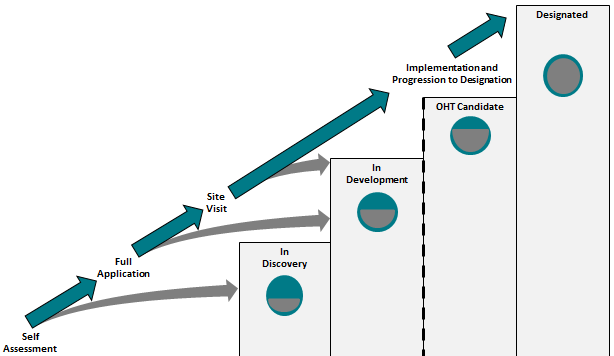 Designated
Implementation and
Progression to Designation
OHT Candidate
In
Development
Site
Visit
In
Discovery
Full
Application
Self
Assessment